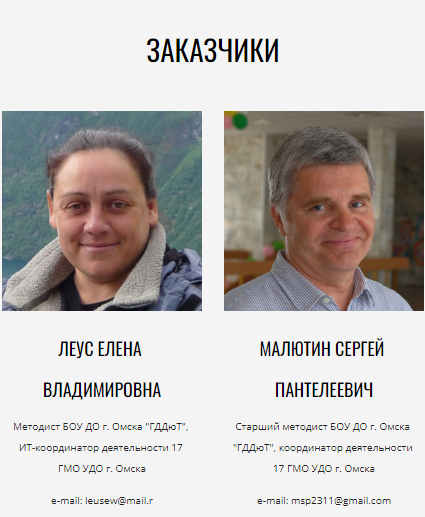 ЗАКАЗЧИКИ
ЛЕУС ЕЛЕНА
ВЛАДИМИРОВНА
Методист БОУ ДО г. Омска "ГДДюТ",
ИТ-координатор деятельности 17
ГМО УДО г. Омска
e-mail: leusew@mail.r
МАЛЮТИН СЕРГЕЙ
ПАНТЕЛЕЕВИЧ
Старший методист БОУ ДО г. Омска
"ГДДюТ", координатор деятельности
17 ГМО УДО г. Омска
e-mail: msp2311@gmail.com